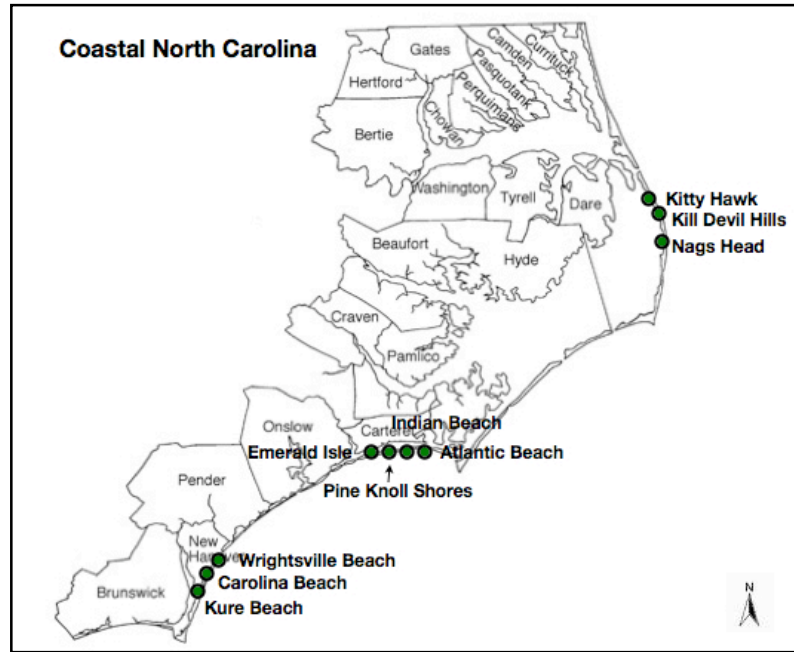 Coastal North Carolina
Gates
Camden
Currituck
Hertford
Pasquotank
Perquimans
Chowan
Bertie
Washington
Tyrell
Dare
Kitty Hawk
Kill Devil Hills
Nags Head
Beaufort
Hyde
Craven
Pamlico
Onslow
Carteret
Indian Beach
Emerald Isle
Atlantic Beach
Pender
Pine Knoll Shores
New
Hanover
Wrightsville Beach
Carolina Beach
Brunswick
Kure Beach
N